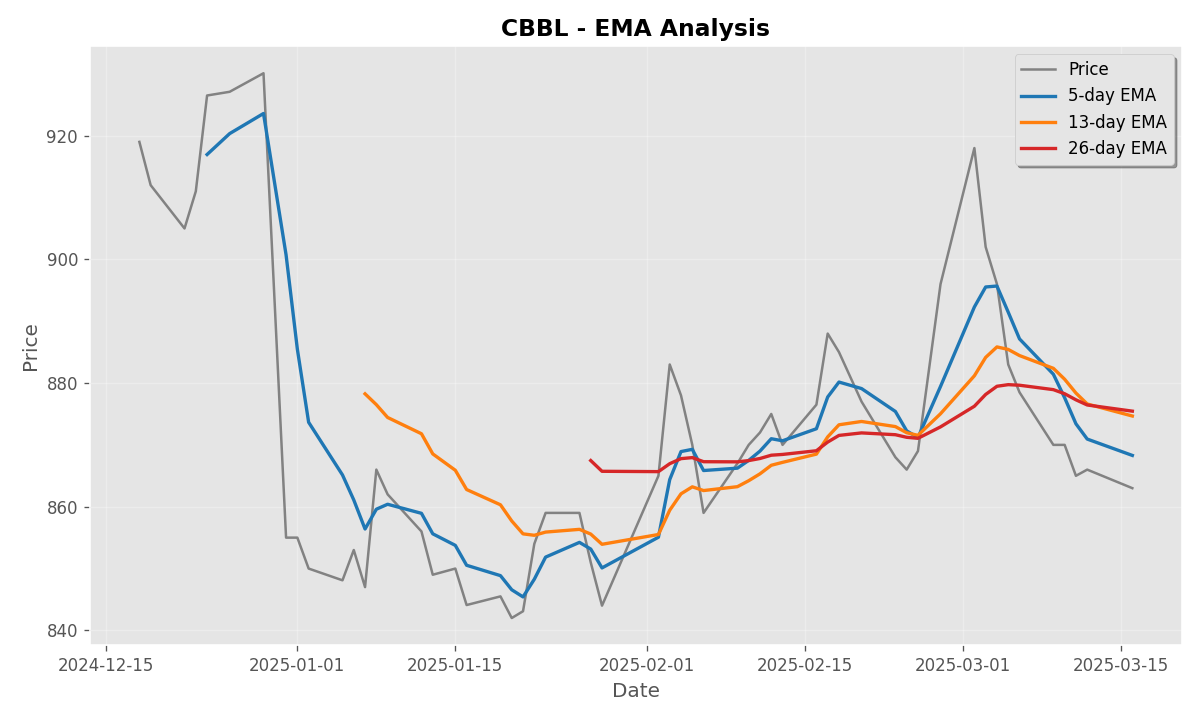 CBBL - EMA Analysis
Price
5-day EMA
13-day EMA
26-day EMA
920
900
880
860
840
Price
2024-12-15
2025-01-01
2025-01-15
2025-02-01
2025-02-15
2025-03-01
2025-03-15
Date